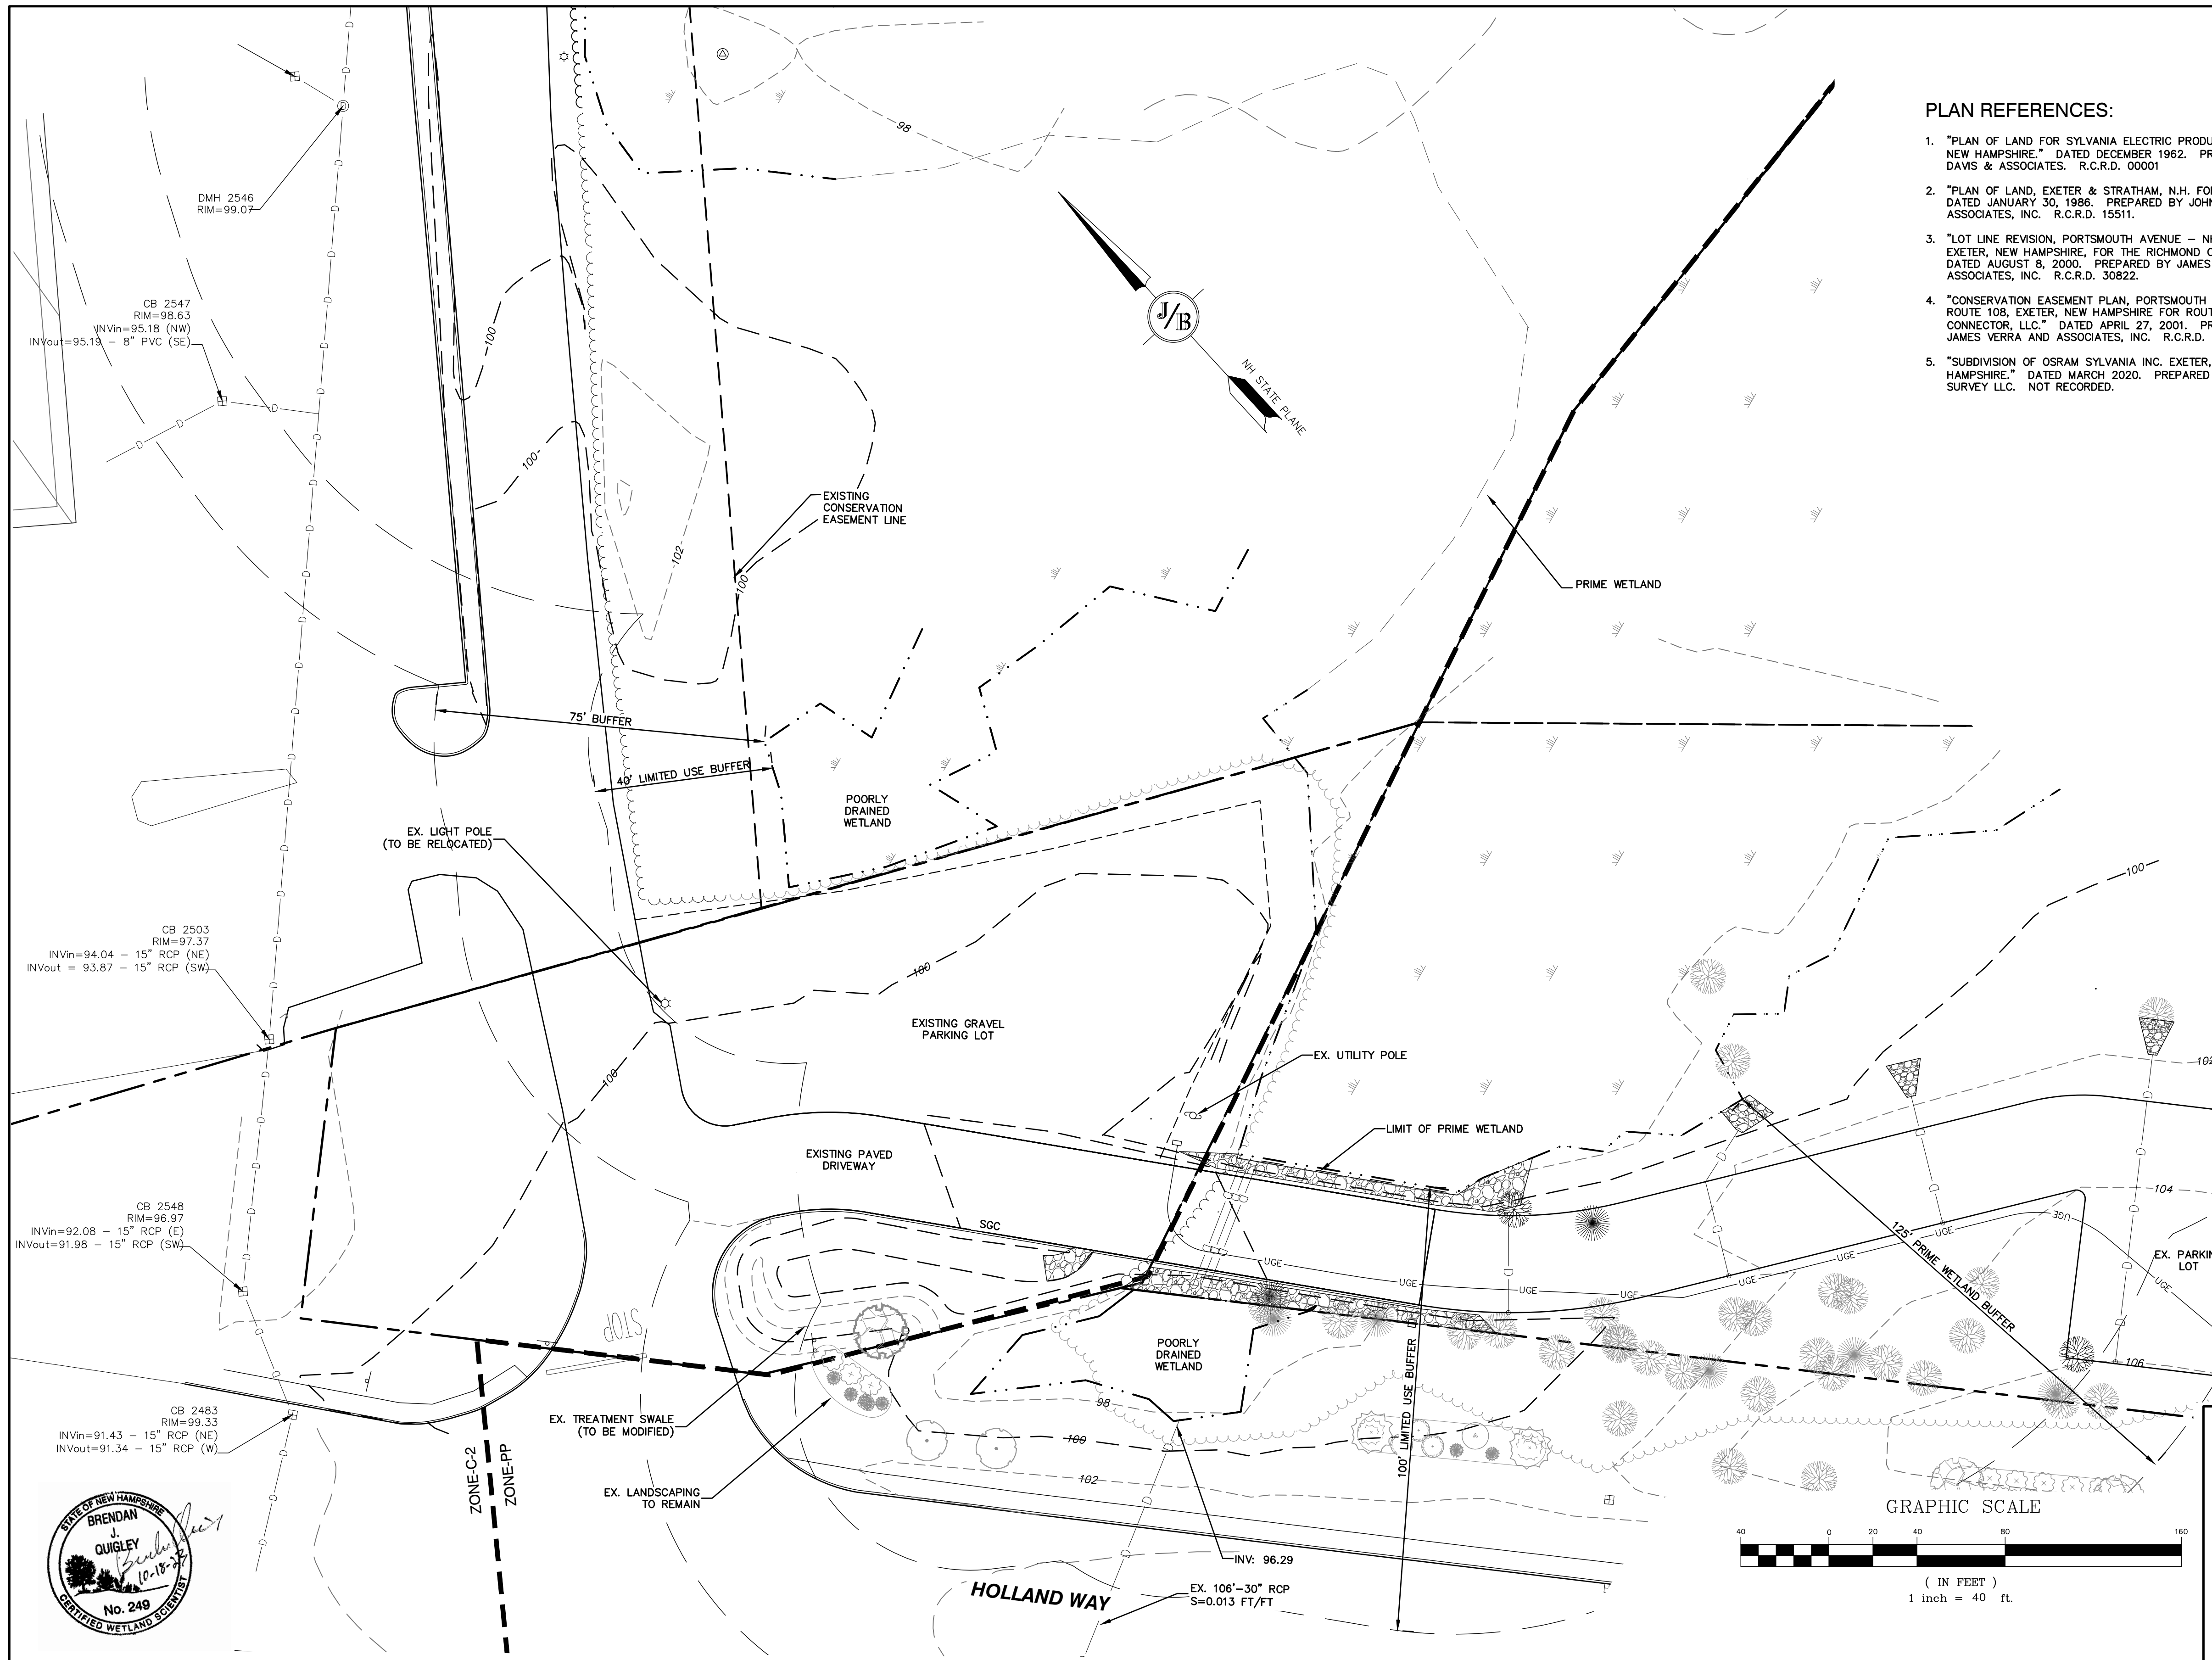 PLAN REFERENCES:
1. "PLAN OF LAND FOR SYLVANIA ELECTRIC PRODU
NEW HAMPSHIRE." DATED DECEMBER 1962. PR
DAVIS & ASSOCIATES. R.C.R.D. 00001
2. "PLAN OF LAND, EXETER & STRATHAM, N.H. FO
DATED JANUARY 30, 1986. PREPARED BY JOHN
ASSOCIATES, INC. R.C.R.D. 15511.
3. "LOT LINE REVISION, PORTSMOUTH AVENUE – NH
EXETER, NEW HAMPSHIRE, FOR THE RICHMOND C
DATED AUGUST 8, 2000. PREPARED BY JAMES
ASSOCIATES, INC. R.C.R.D. 30822.
4. "CONSERVATION EASEMENT PLAN, PORTSMOUTH
ROUTE 108, EXETER, NEW HAMPSHIRE FOR ROUT
CONNECTOR, LLC." DATED APRIL 27, 2001. PR
JAMES VERRA AND ASSOCIATES, INC. R.C.R.D.
5. "SUBDIVISION OF OSRAM SYLVANIA INC. EXETER,
HAMPSHIRE." DATED MARCH 2020. PREPARED
SURVEY LLC. NOT RECORDED.
98
DMH 2546
RIM=99.07
CB 2547
RIM=98.63
INVin=95.18 (NW)
INVout=95.19 – 8" PVC (SE)
J/B
NH STATE PLANE
100
100
102
100
EXISTING
CONSERVATION
EASEMENT LINE
PRIME WETLAND
75' BUFFER
40' LIMITED USE BUFFER
POORLY
DRAINED
WETLAND
EX. LIGHT POLE
(TO BE RELOCATED)
100
CB 2503
RIM=97.37
INVin=94.04 – 15" RCP (NE)
INVout = 93.87 – 15" RCP (SW)
100
EXISTING GRAVEL
PARKING LOT
EX. UTILITY POLE
102
100
LIMIT OF PRIME WETLAND
EXISTING PAVED
DRIVEWAY
104
CB 2548
RIM=96.97
INVin=92.08 – 15" RCP (E)
INVout=91.98 – 15" RCP (SW)
SGC
UGE
UGE
UGE
UGE
UGE
UGE
UGE
UGE
UGE
125' PRIME WETLAND BUFFER
EX. PARKIN
LOT
STOP
POORLY
DRAINED
WETLAND
106
100' LIMITED USE BUFFER
98
100
102
EX. TREATMENT SWALE
(TO BE MODIFIED)
CB 2483
RIM=99.33
INVin=91.43 – 15" RCP (NE)
INVout=91.34 – 15" RCP (W)
EX. LANDSCAPING
TO REMAIN
ZONE-C-2
ZONE-PP
STATE OF NEW HAMPSHIRE
BRENDAN
J.
QUIGLEY
10-18-23
No. 249
CERTIFIED WETLAND SCIENTIST
INV: 96.29
EX. 106'–30" RCP
S=0.013 FT/FT
HOLLAND WAY
GRAPHIC SCALE
40 0 20 40 80 160
( IN FEET )
1 inch = 40 ft.